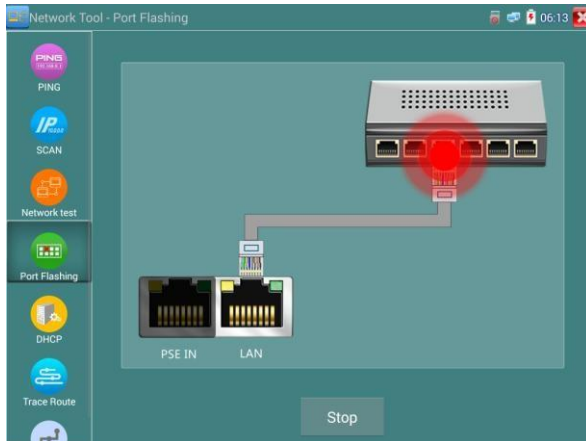 Network Tool - Port Flashing
06:13
PING
PING
IP
SCAN
Network test
Port Flashing
DHCP
Trace Route
PSE IN
LAN
Stop